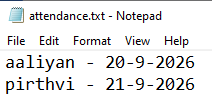 attendance.txt - Notepad
File Edit Format View Help
aaliyan - 20-9-2026
pirthvi - 21-9-2026